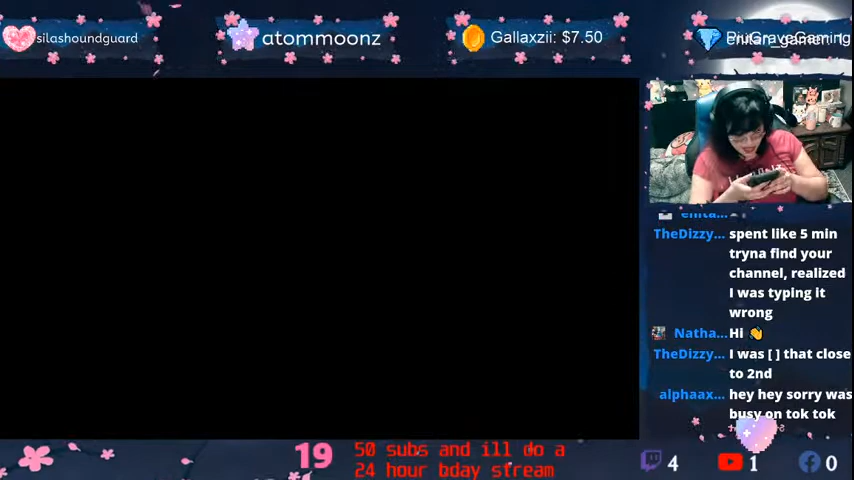 silashoundguard
atommoonz
Gallaxzii: $7.50
TheDizzy... spent like 5 min
tryna find your
channel, realized
I was typing it
wrong
Natha... Hi 👋
TheDizzy... I was [ ] that close
to 2nd
alphaax... hey hey sorry was
busy on tok tok
19
50 subs and ill do a
24 hour bday stream
4
1
0